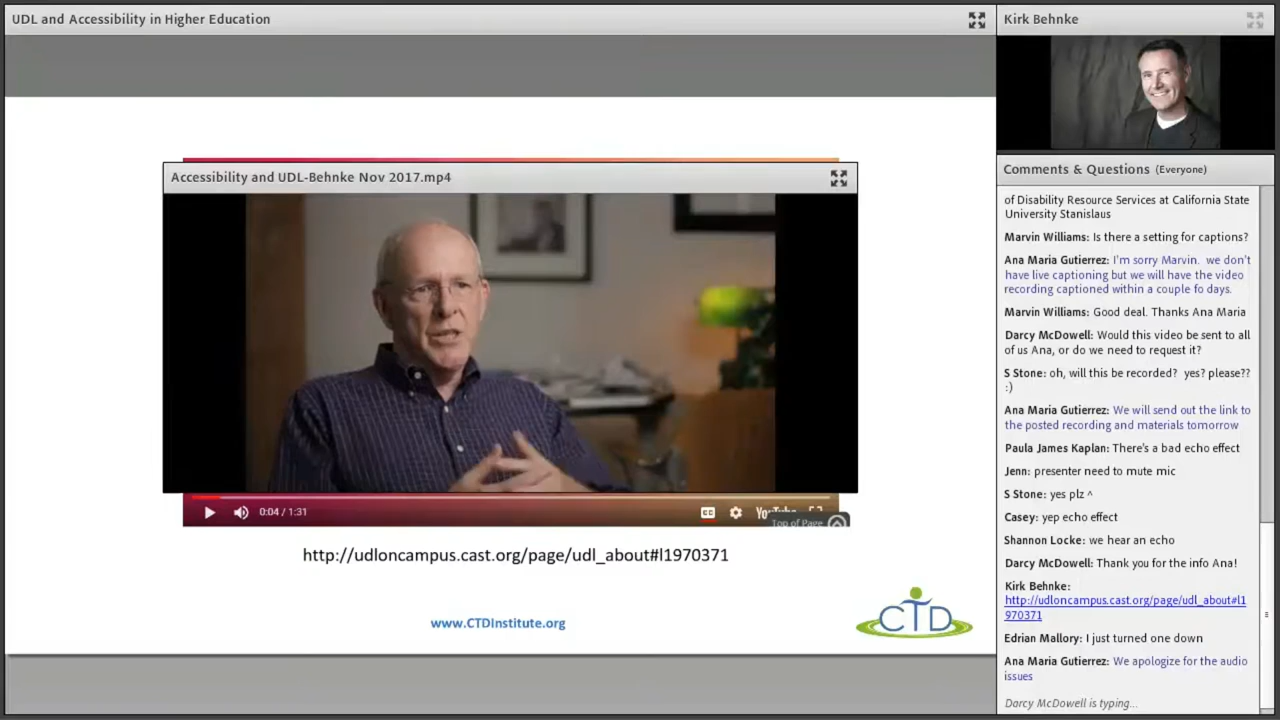 UDL and Accessibility in Higher Education
Accessibility and UDL-Behnke Nov 2017.mp4
0:04 / 1:31
YouTube
Top of Page
http://udloncampus.cast.org/page/udl_about#l1970371
www.CTDInstitute.org
CTD
Kirk Behnke
Comments & Questions (Everyone)
of Disability Resource Services at California State
University Stanislaus
Marvin Williams: Is there a setting for captions?
Ana Maria Gutierrez: I'm sorry Marvin. we don't
have live captioning but we will have the video
recording captioned within a couple fo days.
Marvin Williams: Good deal. Thanks Ana Maria
Darcy McDowell: Would this video be sent to all
of us Ana, or do we need to request it?
S Stone: oh, will this be recorded? yes? please??
:)
Ana Maria Gutierrez: We will send out the link to
the posted recording and materials tomorrow
Paula James Kaplan: There's a bad echo effect
Jenn: presenter need to mute mic
S Stone: yes plz ^
Casey: yep echo effect
Shannon Locke: we hear an echo
Darcy McDowell: Thank you for the info Ana!
Kirk Behnke:
http://udloncampus.cast.org/page/udl_about#l1
970371
Edrian Mallory: I just turned one down
Ana Maria Gutierrez: We apologize for the audio
issues
Darcy McDowell is typing...